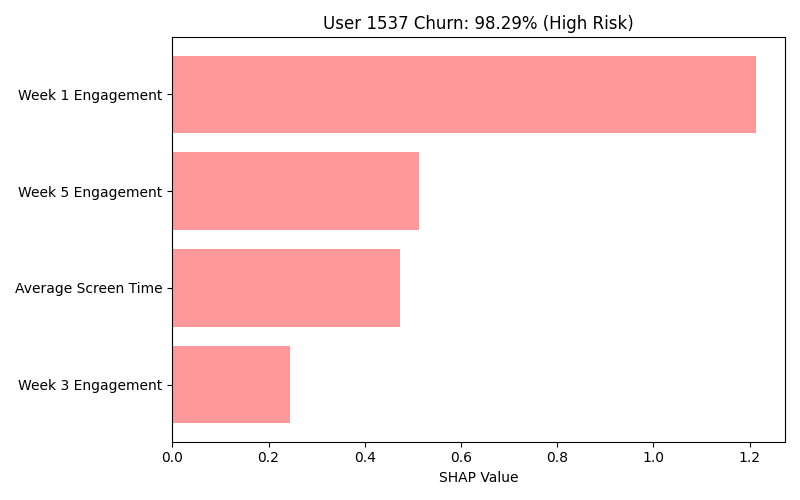 User 1537 Churn: 98.29% (High Risk)
Week 1 Engagement
Week 5 Engagement
Average Screen Time
Week 3 Engagement
0.0 0.2 0.4 0.6 0.8 1.0 1.2
SHAP Value